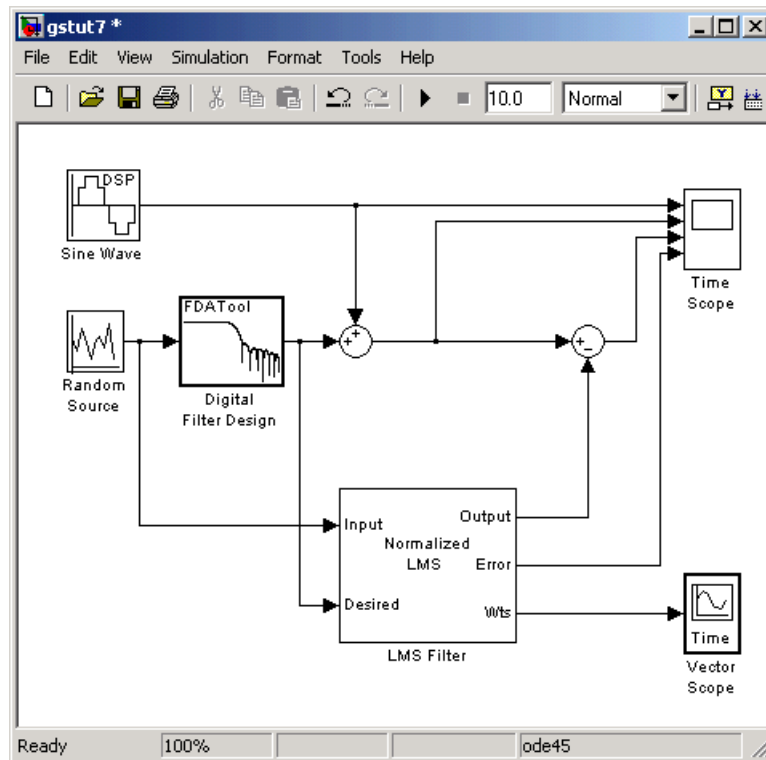 gstut7 *
File Edit View Simulation Format Tools Help
10.0 Normal
DSP
Sine Wave
Time
Scope
FDATool
Random
Source
Digital
Filter Design
Input
Output
Normalized
LMS
Error
Desired
Wts
LMS Filter
Time
Vector
Scope
Ready 100% ode45